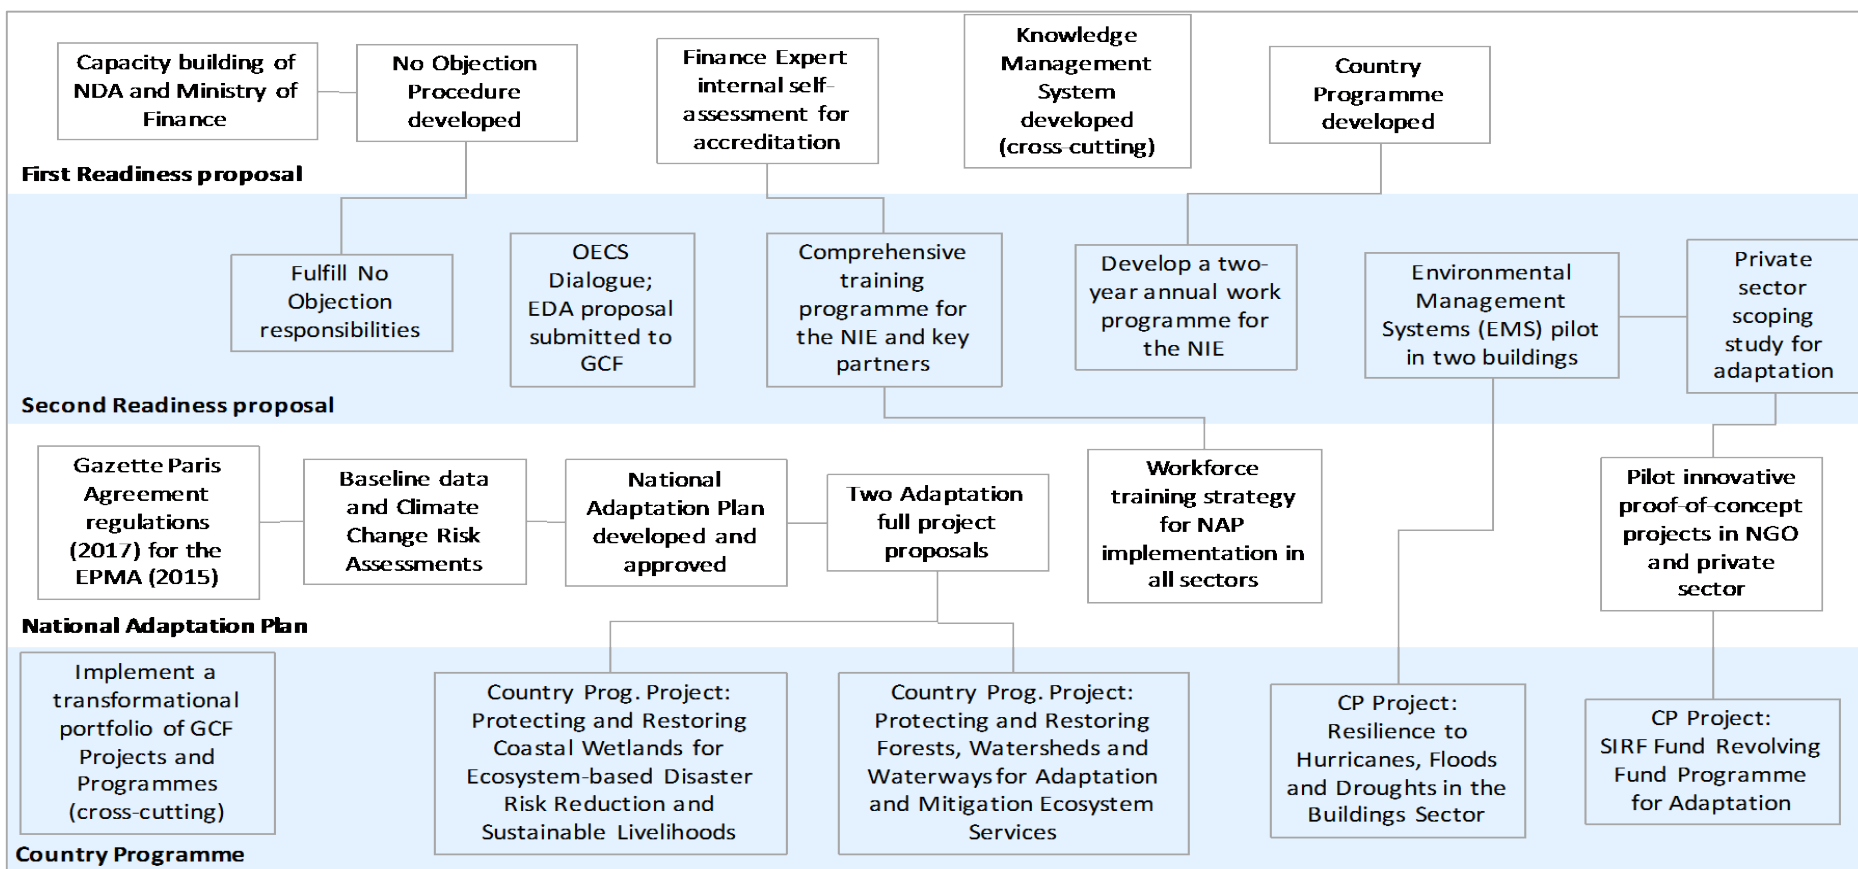 Capacity building of
NDA and Ministry of
Finance
No Objection
Procedure
developed
Finance Expert
internal self-
assessment for
accreditation
Knowledge
Management
System
developed
(cross-cutting)
Country
Programme
developed
First Readiness proposal
Fulfill No
Objection
responsibilities
OECS
Dialogue;
EDA proposal
submitted to
GCF
Comprehensive
training
programme for
the NIE and key
partners
Develop a two-
year annual work
programme for
the NIE
Environmental
Management
Systems (EMS) pilot
in two buildings
Private
sector
scoping
study for
adaptation
Second Readiness proposal
Gazette Paris
Agreement
regulations
(2017) for the
EPMA (2015)
Baseline data
and Climate
Change Risk
Assessments
National
Adaptation Plan
developed and
approved
Two Adaptation
full project
proposals
Workforce
training strategy
for NAP
implementation in
all sectors
Pilot innovative
proof-of-concept
projects in NGO
and private
sector
National Adaptation Plan
Implement a
transformational
portfolio of GCF
Projects and
Programmes
(cross-cutting)
Country Prog. Project:
Protecting and Restoring
Coastal Wetlands for
Ecosystem-based Disaster
Risk Reduction and
Sustainable Livelihoods
Country Prog. Project:
Protecting and Restoring
Forests, Watersheds and
Waterways for Adaptation
and Mitigation Ecosystem
Services
CP Project:
Resilience to
Hurricanes, Floods
and Droughts in the
Buildings Sector
CP Project:
SIRF Fund Revolving
Fund Programme
for Adaptation
Country Programme